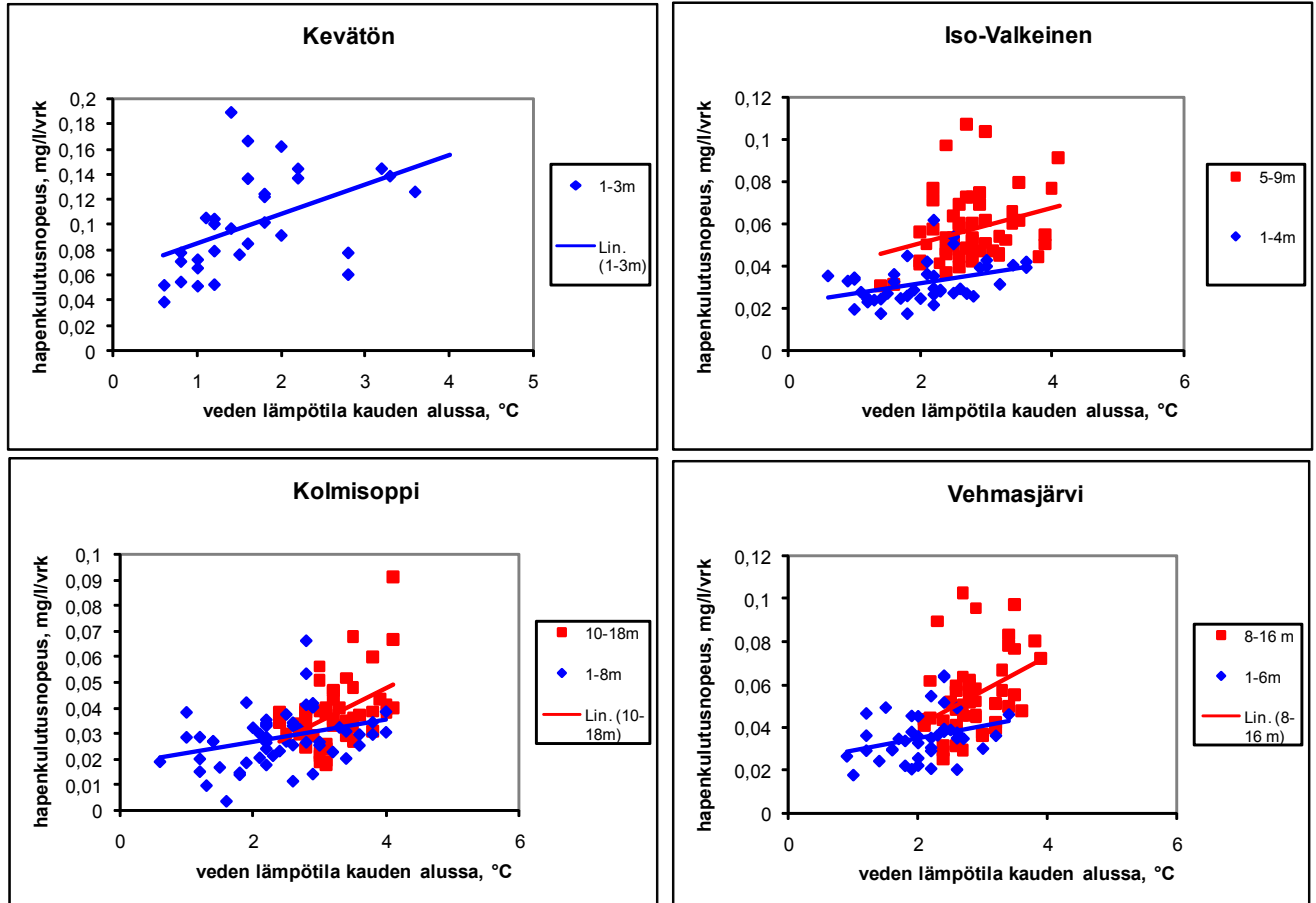 Kevätön
hapenkulutusnopeus, mg/l/vrk
0,2
0,18
0,16
0,14
0,12
0,1
0,08
0,06
0,04
0,02
0
0 1 2 3 4 5
veden lämpötila kauden alussa, °C
1-3m
Lin.
(1-3m)
Iso-Valkeinen
hapenkulutusnopeus, mg/l/vrk
0,12
0,1
0,08
0,06
0,04
0,02
0
0 2 4 6
veden lämpötila kauden alussa, °C
5-9m
1-4m
Kolmisoppi
hapenkulutusnopeus, mg/l/vrk
0,1
0,09
0,08
0,07
0,06
0,05
0,04
0,03
0,02
0,01
0
0 2 4 6
veden lämpötila kauden alussa, °C
10-18m
1-8m
Lin. (10-
18m)
Vehmasjärvi
hapenkulutusnopeus, mg/l/vrk
0,12
0,1
0,08
0,06
0,04
0,02
0
0 2 4 6
veden lämpötila kauden alussa, °C
8-16 m
1-6m
Lin. (8-
16 m)